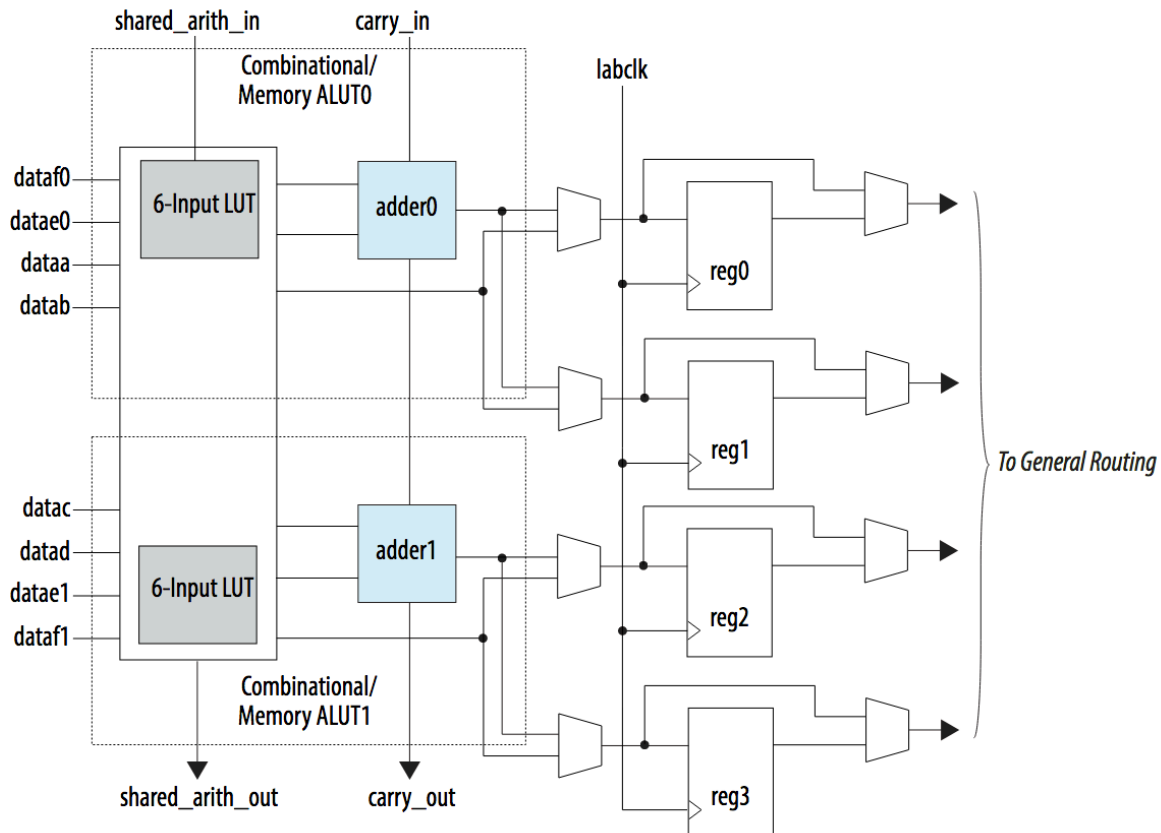 shared_arith_in
carry_in
Combinational/
Memory ALUT0
labclk
dataf0
datae0
dataa
datab
6-Input LUT
adder0
reg0
reg1
To General Routing
datac
datad
datae1
dataf1
6-Input LUT
adder1
reg2
Combinational/
Memory ALUT1
reg3
shared_arith_out
carry_out